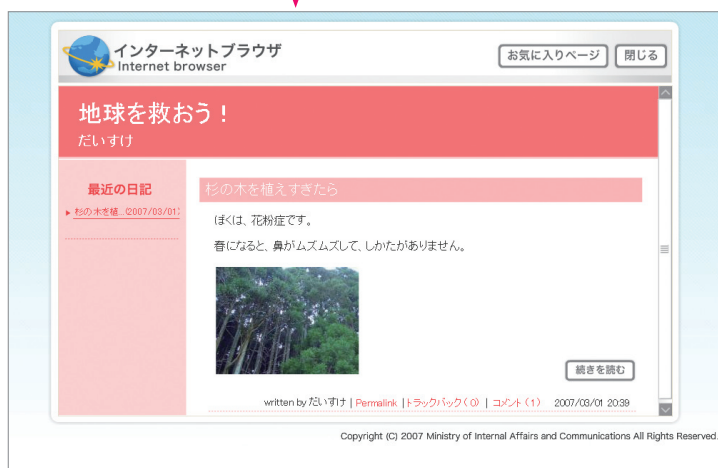 インターネットブラウザ
Internet browser
お気に入りページ
閉じる
地球を救おう！
だいすけ
最近の日記
杉の木を植...(2007/03/01:
杉の木を植えすぎたら
ぼくは、花粉症です。
春になると、鼻がムズムズして、しかたがありません。
続きを読む
written by だいすけ | Permalink | トラックバック ( 0 ) | コメント ( 1 ) 2007/03/01 20:39
Copyright (C) 2007 Ministry of Internal Affairs and Communications All Rights Reserved.